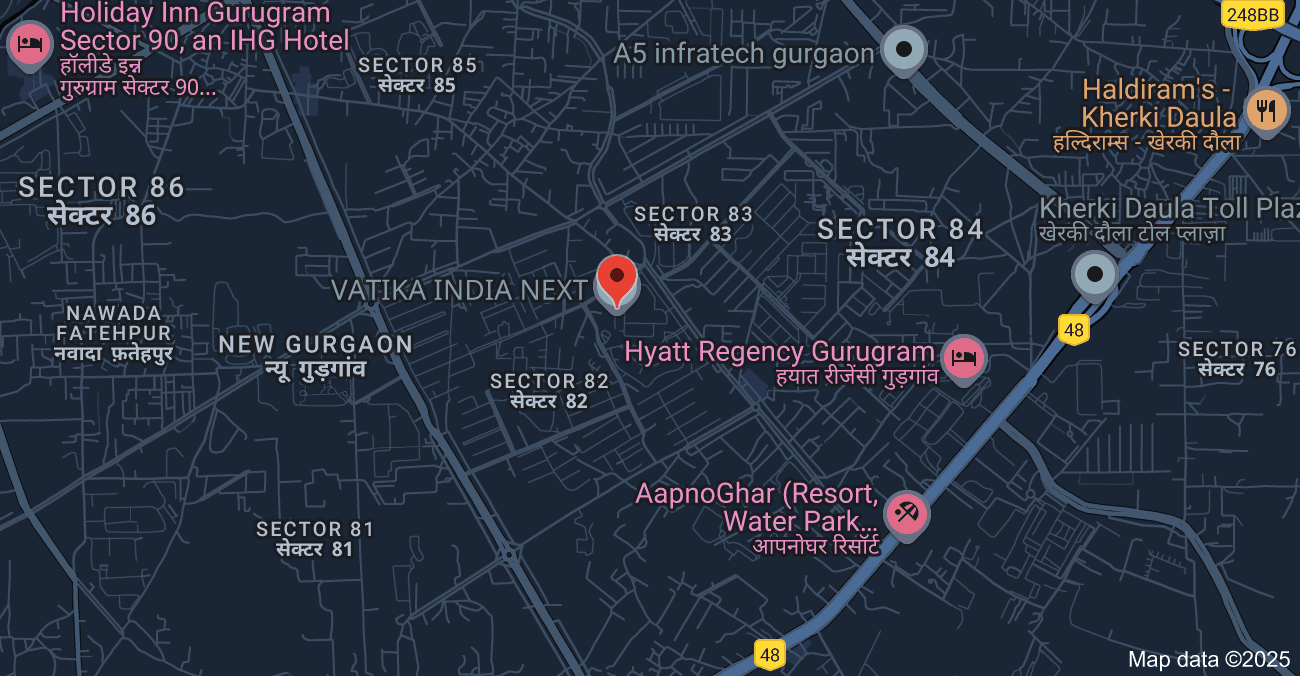 Holiday Inn Gurugram
Sector 90, an IHG Hotel
हॉलीडे इन्न
गुरुग्राम सेक्टर 90...
SECTOR 85
सेक्टर 85
A5 infratech gurgaon
248BB
Haldiram's -
Kherki Daula
हल्दिराम्स - खेरकी दौला
SECTOR 86
सेक्टर 86
SECTOR 83
सेक्टर 83
SECTOR 84
सेक्टर 84
Kherki Daula Toll Plaz
खेरकी दौला टोल प्लाज़ा
VATIKA INDIA NEXT
NAWADA
FATEHPUR
नवादा फ़तेहपुर
NEW GURGAON
न्यू गुड़गांव
48
Hyatt Regency Gurugram
हयात रीजेंसी गुड़गांव
SECTOR 76
सेक्टर 76
SECTOR 82
सेक्टर 82
AapnoGhar (Resort,
Water Park...
आपनोघर रिसॉर्ट
SECTOR 81
सेक्टर 81
48
Map data ©2025